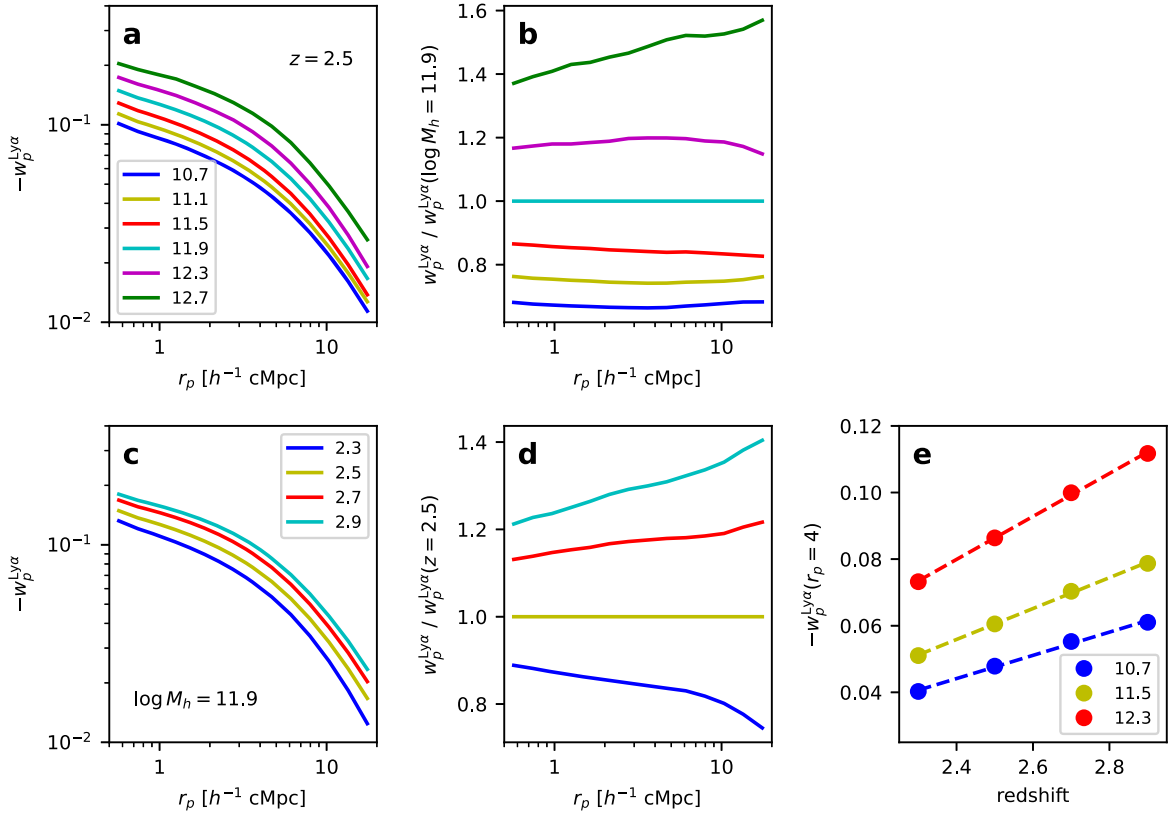 a
z = 2.5
10⁻¹
10⁻²
−w_p^Lyα
10.7
11.1
11.5
11.9
12.3
12.7
1
10
r_p [h⁻¹ cMpc]
b
1.6
1.4
1.2
1.0
0.8
w_p^Lyα / w_p^Lyα(log M_h = 11.9)
1
10
r_p [h⁻¹ cMpc]
c
2.3
2.5
2.7
2.9
10⁻¹
10⁻²
−w_p^Lyα
log M_h = 11.9
1
10
r_p [h⁻¹ cMpc]
d
1.4
1.2
1.0
0.8
w_p^Lyα / w_p^Lyα(z = 2.5)
1
10
r_p [h⁻¹ cMpc]
e
0.12
0.10
0.08
0.06
0.04
−w_p^Lyα(r_p = 4)
10.7
11.5
12.3
2.4
2.6
2.8
redshift